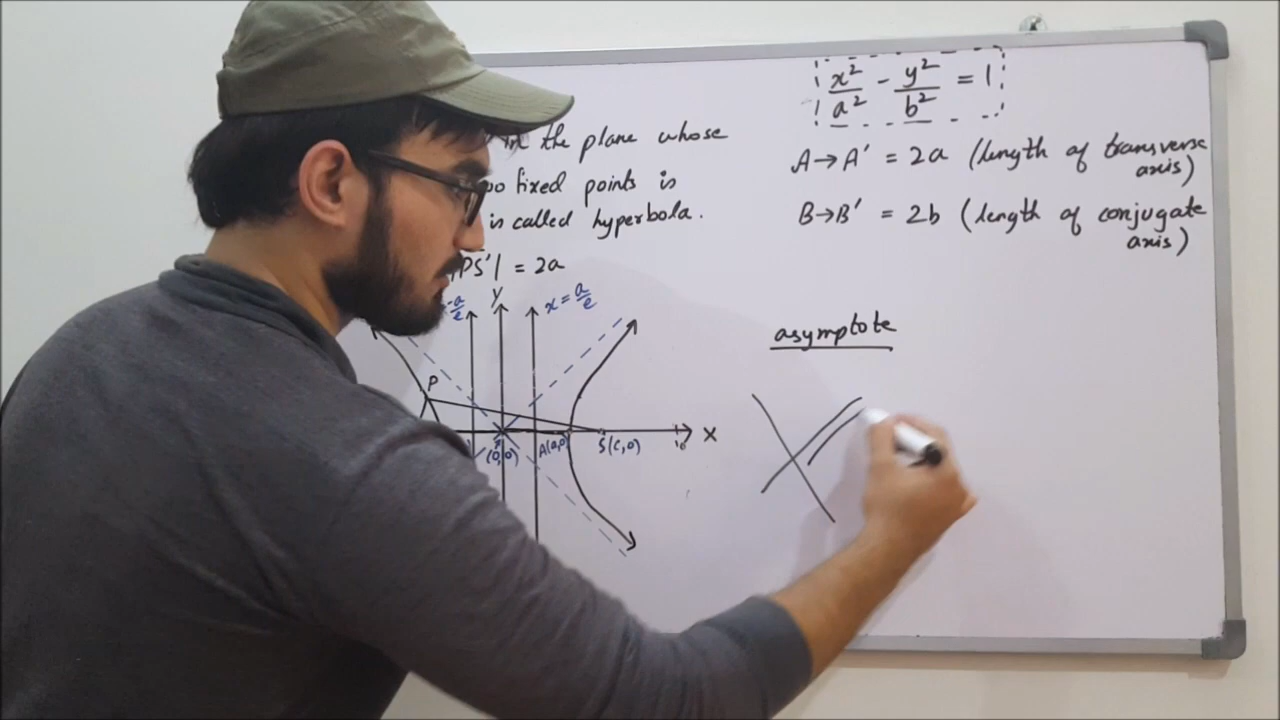 in the plane whose
fixed points is
is called hyperbola.
PS'| = 2a
-a/e
Y
x = a/e
P
(0,0)
A(a,0)
S(c,0)
X
x²/a² - y²/b² = 1
A→A' = 2a (length of transverse
axis)
B→B' = 2b (length of conjugate
axis)
asymptote